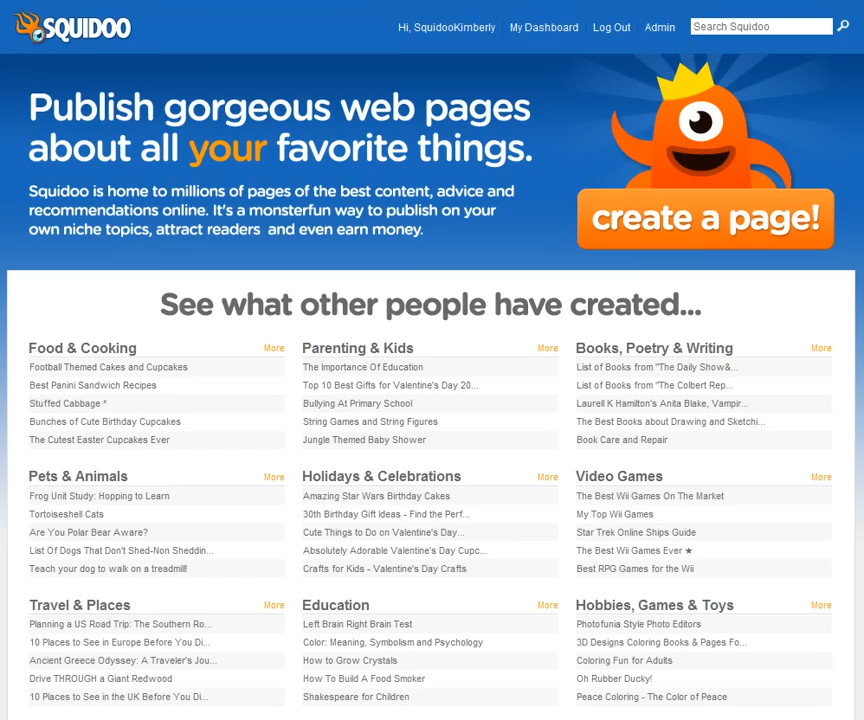 SQUIDOO
Hi, SquidooKimberly My Dashboard Log Out Admin Search Squidoo
Publish gorgeous web pages
about all your favorite things.
Squidoo is home to millions of pages of the best content, advice and
recommendations online. It's a monsterfun way to publish on your
own niche topics, attract readers and even earn money.
create a page!
See what other people have created...
Food & Cooking More
Football Themed Cakes and Cupcakes
Best Panini Sandwich Recipes
Stuffed Cabbage *
Bunches of Cute Birthday Cupcakes
The Cutest Easter Cupcakes Ever
Parenting & Kids More
The Importance Of Education
Top 10 Best Gifts for Valentine's Day 20...
Bullying At Primary School
String Games and String Figures
Jungle Themed Baby Shower
Books, Poetry & Writing More
List of Books from "The Daily Show&...
List of Books from "The Colbert Rep...
Laurell K Hamilton's Anita Blake, Vampir...
The Best Books about Drawing and Sketchi...
Book Care and Repair
Pets & Animals More
Frog Unit Study: Hopping to Learn
Tortoiseshell Cats
Are You Polar Bear Aware?
List Of Dogs That Don't Shed-Non Sheddin...
Teach your dog to walk on a treadmill!
Holidays & Celebrations More
Amazing Star Wars Birthday Cakes
30th Birthday Gift Ideas - Find the Perf...
Cute Things to Do on Valentine's Day...
Absolutely Adorable Valentine's Day Cupc...
Crafts for Kids - Valentine's Day Crafts
Video Games More
The Best Wii Games On The Market
My Top Wii Games
Star Trek Online Ships Guide
The Best Wii Games Ever ★
Best RPG Games for the Wii
Travel & Places More
Planning a US Road Trip: The Southern Ro...
10 Places to See in Europe Before You Di...
Ancient Greece Odyssey: A Traveler's Jou...
Drive THROUGH a Giant Redwood
10 Places to See in the UK Before You Di...
Education More
Left Brain Right Brain Test
Color: Meaning, Symbolism and Psychology
How to Grow Crystals
How To Build A Food Smoker
Shakespeare for Children
Hobbies, Games & Toys More
Photofunia Style Photo Editors
3D Designs Coloring Books & Pages Fo...
Coloring Fun for Adults
Oh Rubber Ducky!
Peace Coloring - The Color of Peace